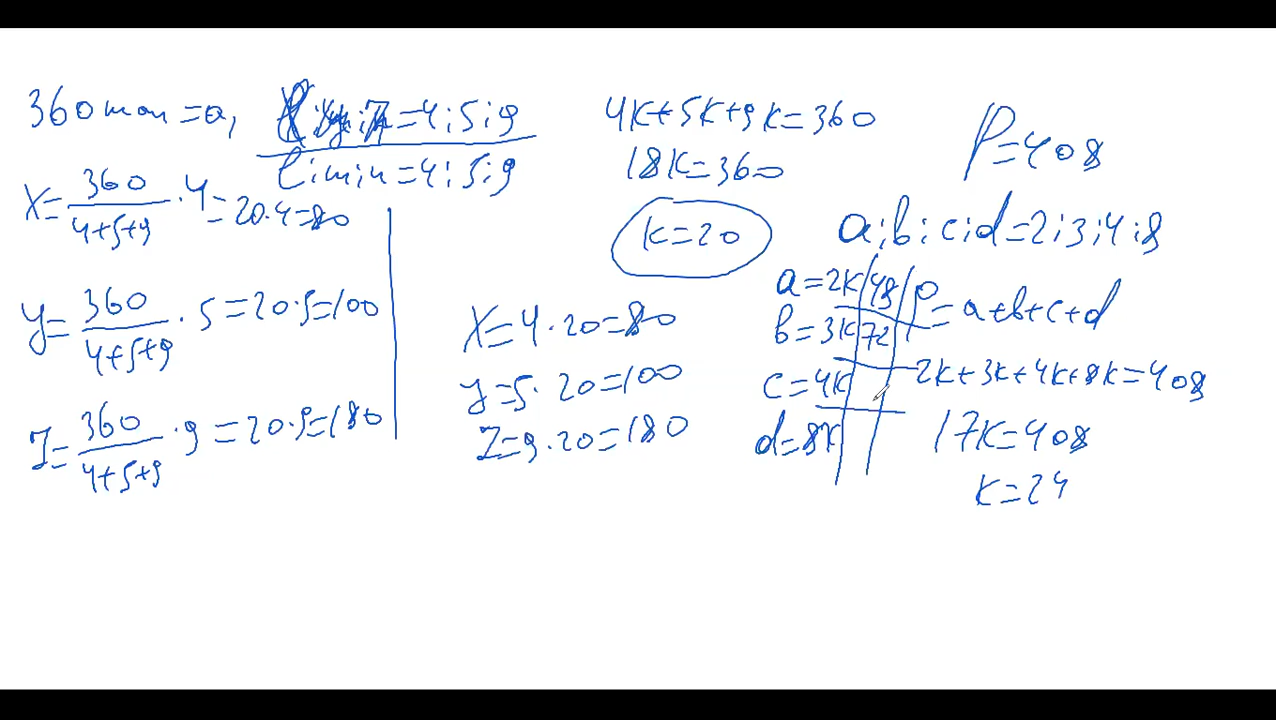 360 man = a,
l : m : n = 4 : 5 : 9
X = 360 / (4+5+9) · 4 = 20·4 = 80
y = 360 / (4+5+9) · 5 = 20·5 = 100
Z = 360 / (4+5+9) · 9 = 20·9 = 180
4k + 5k + 9k = 360
18k = 360
k = 20
X = 4 · 20 = 80
y = 5 · 20 = 100
Z = 9 · 20 = 180
P = 408
a : b : c : d = 2 : 3 : 4 : 8
a = 2k | 48
b = 3k | 72
c = 4k
d = 8k
P = a + b + c + d
2k + 3k + 4k + 8k = 408
17k = 408
k = 24